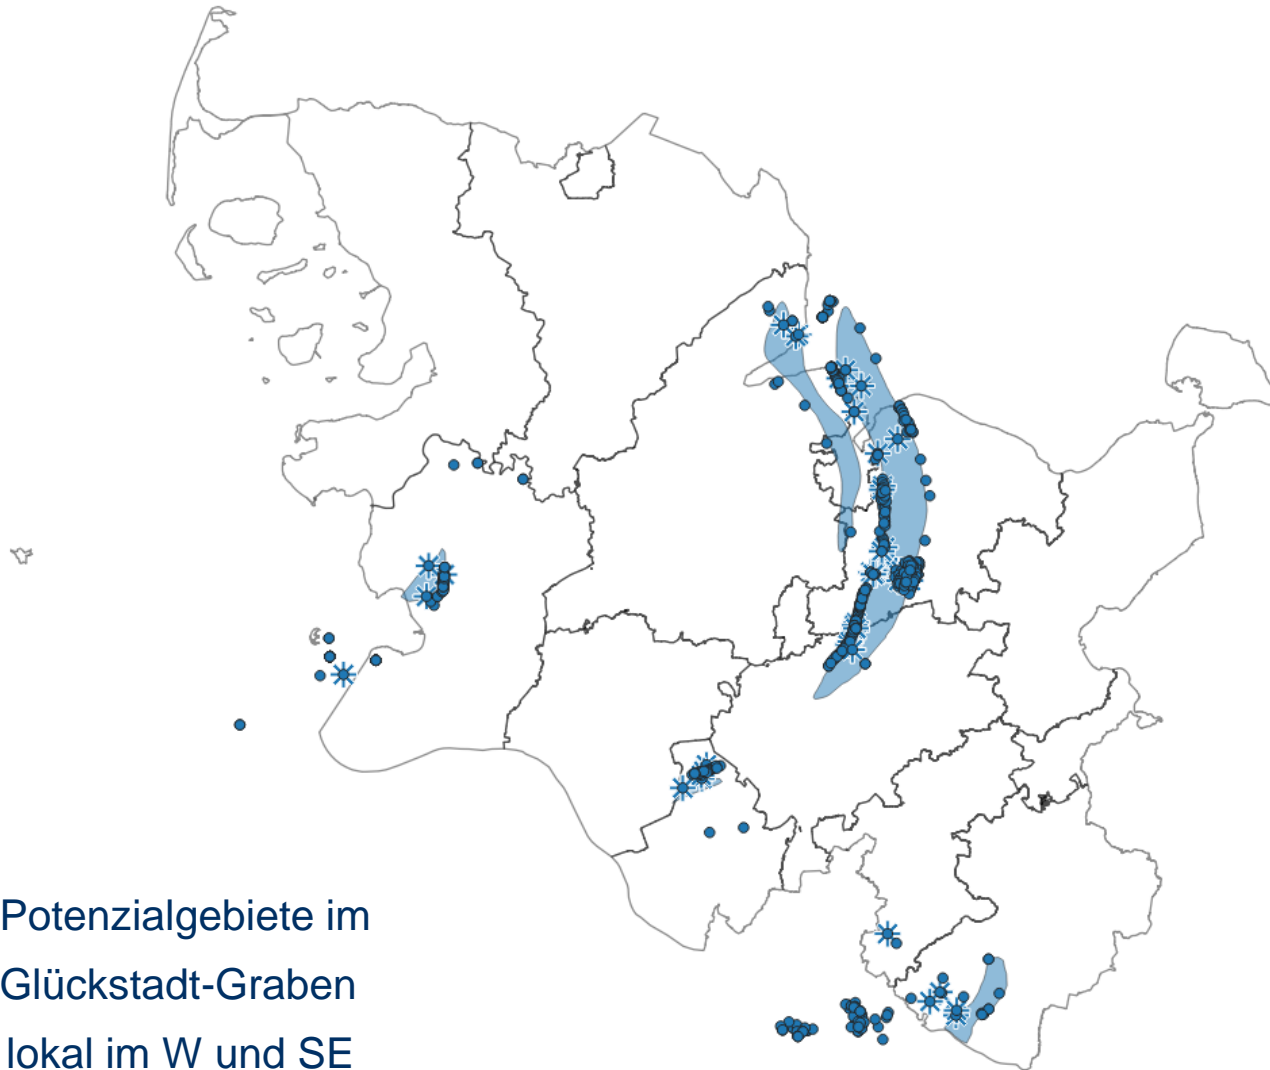 Potenzialgebiete im
Glückstadt-Graben
lokal im W und SE